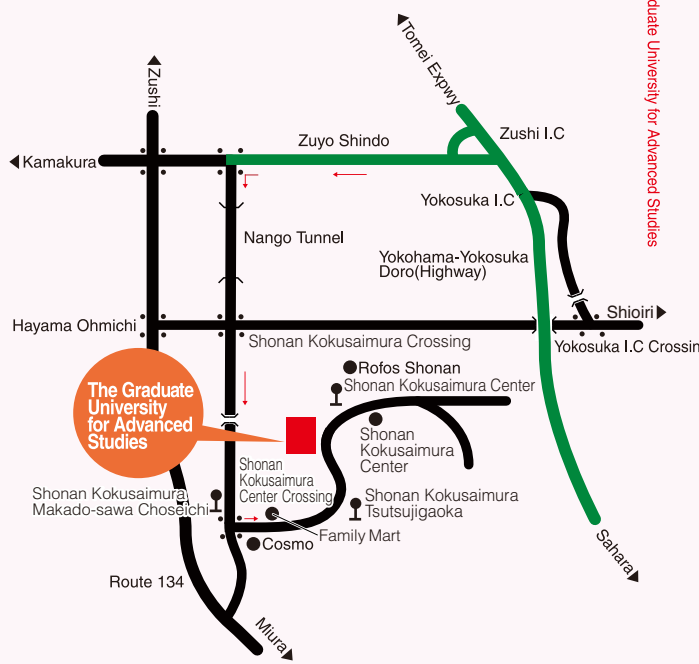 Tomei Expwy
duate University for Advanced Studies
Zushi
Zushi I.C
Zuyo Shindo
Kamakura
Yokosuka I.C
Nango Tunnel
Yokohama-Yokosuka
Doro(Highway)
Shioiri
Hayama Ohmichi
Shonan Kokusaimura Crossing
Yokosuka I.C Crossin
Rofos Shonan
Shonan Kokusaimura Center
The Graduate
University
for Advanced
Studies
Shonan
Kokusaimura
Center
Shonan
Kokusaimura
Center Crossing
Shonan Kokusaimura
Makado-sawa Choseichi
Shonan Kokusaimura
Tsutsujigaoka
Family Mart
Cosmo
Sahara
Route 134
Miura